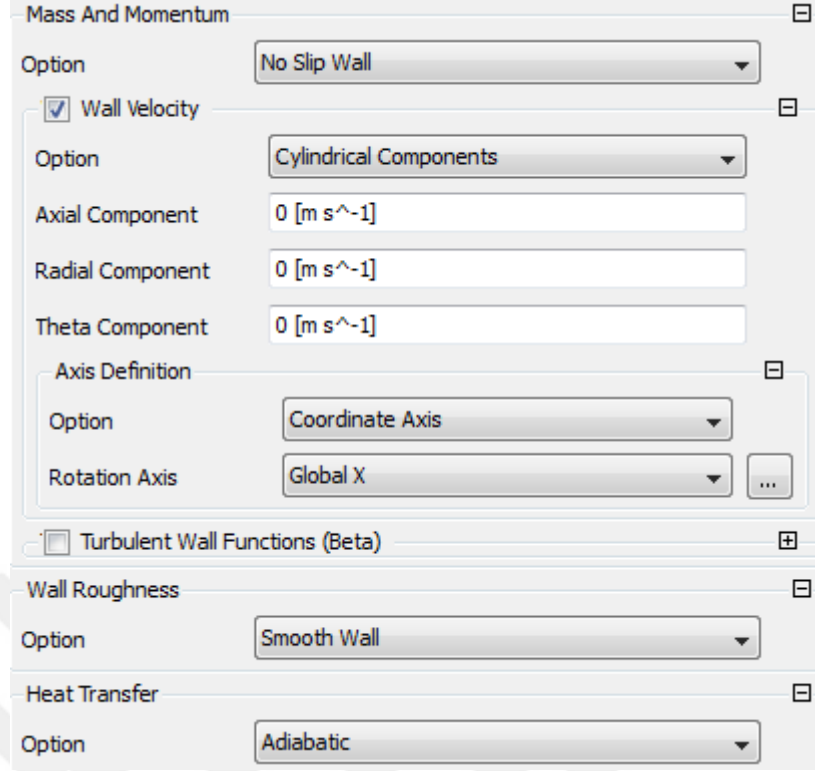 Mass And Momentum
Option No Slip Wall
Wall Velocity
Option Cylindrical Components
Axial Component 0 [m s^-1]
Radial Component 0 [m s^-1]
Theta Component 0 [m s^-1]
Axis Definition
Option Coordinate Axis
Rotation Axis Global X ...
Turbulent Wall Functions (Beta)
Wall Roughness
Option Smooth Wall
Heat Transfer
Option Adiabatic